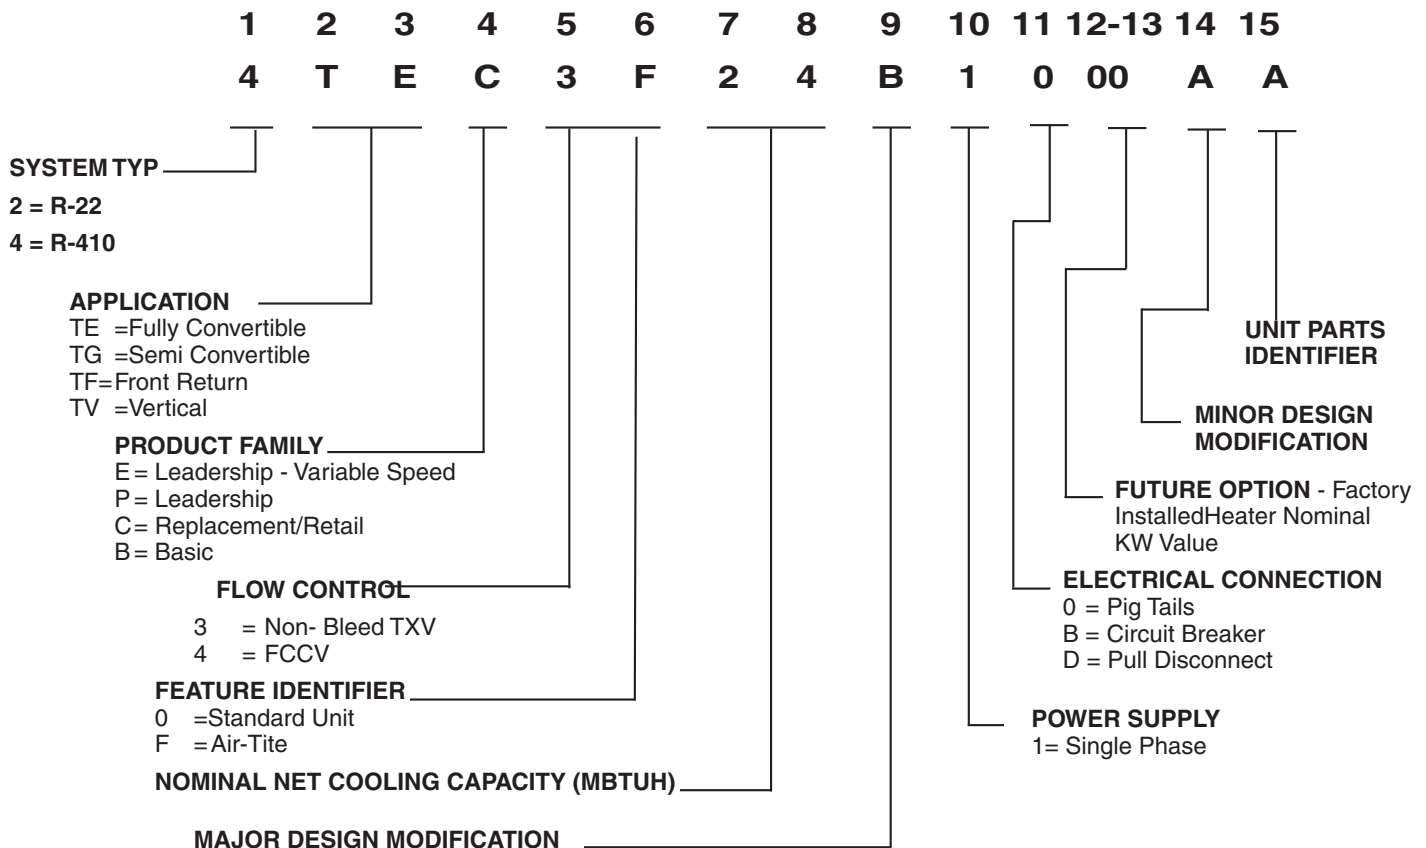 1 2 3 4 5 6 7 8 9 10 11 12-13 14 15
4 T E C 3 F 2 4 B 1 0 00 A A
SYSTEM TYP
2 = R-22
4 = R-410
APPLICATION
TE =Fully Convertible
TG =Semi Convertible
TF=Front Return
TV =Vertical
PRODUCT FAMILY
E = Leadership - Variable Speed
P = Leadership
C = Replacement/Retail
B = Basic
FLOW CONTROL
3 = Non- Bleed TXV
4 = FCCV
FEATURE IDENTIFIER
0 =Standard Unit
F =Air-Tite
NOMINAL NET COOLING CAPACITY (MBTUH)
MAJOR DESIGN MODIFICATION
UNIT PARTS
IDENTIFIER
MINOR DESIGN
MODIFICATION
FUTURE OPTION - Factory
InstalledHeater Nominal
KW Value
ELECTRICAL CONNECTION
0 = Pig Tails
B = Circuit Breaker
D = Pull Disconnect
POWER SUPPLY
1= Single Phase